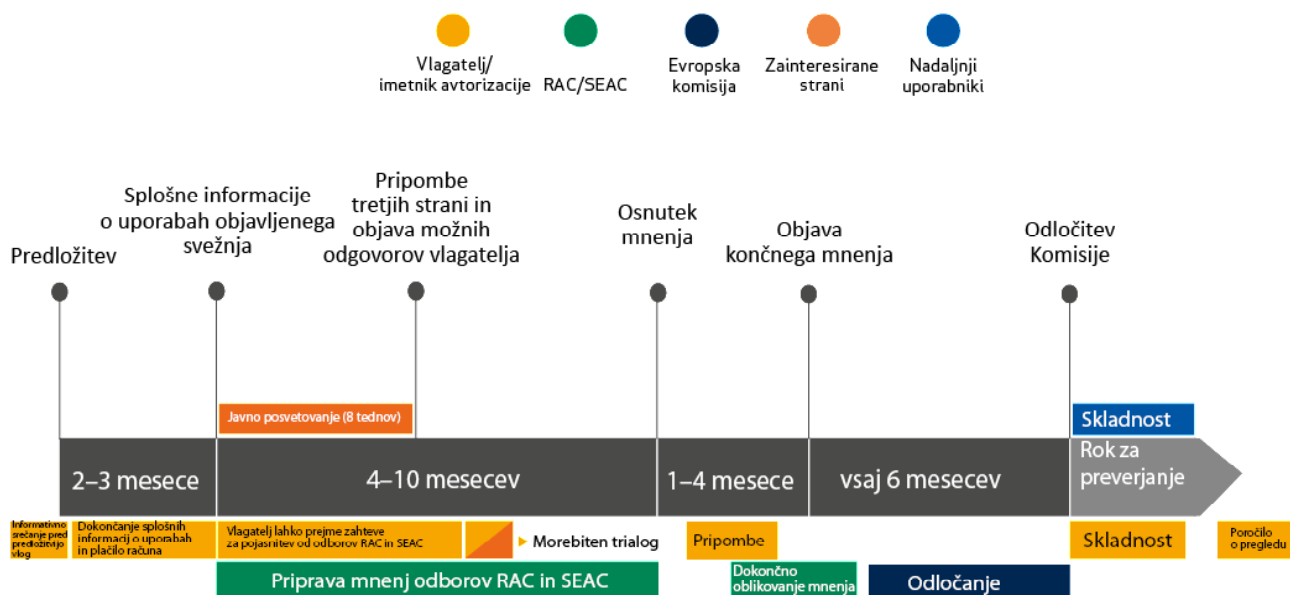 Vlagatelj/
imetnik avtorizacije
RAC/SEAC
Evropska
komisija
Zainteresirane
strani
Nadaljnji
uporabniki
Predložitev
Splošne informacije
o uporabah objavljenega
svežnja
Pripombe
tretjih strani in
objava možnih
odgovorov vlagatelja
Osnutek
mnenja
Objava
končnega mnenja
Odločitev
Komisije
Javno posvetovanje (8 tednov)
Skladnost
2–3 mesece
4–10 mesecev
1–4 mesece
vsaj 6 mesecev
Rok za
preverjanje
Informativno
srečanje pred
predložitvijo
vlog
Dokončanje splošnih
informacij o uporabah
in plačilo računa
Vlagatelj lahko prejme zahteve
za pojasnitev od odborov RAC in SEAC
Morebiten trialog
Pripombe
Skladnost
Poročilo
o pregledu
Priprava mnenj odborov RAC in SEAC
Dokončno
oblikovanje mnenja
Odločanje